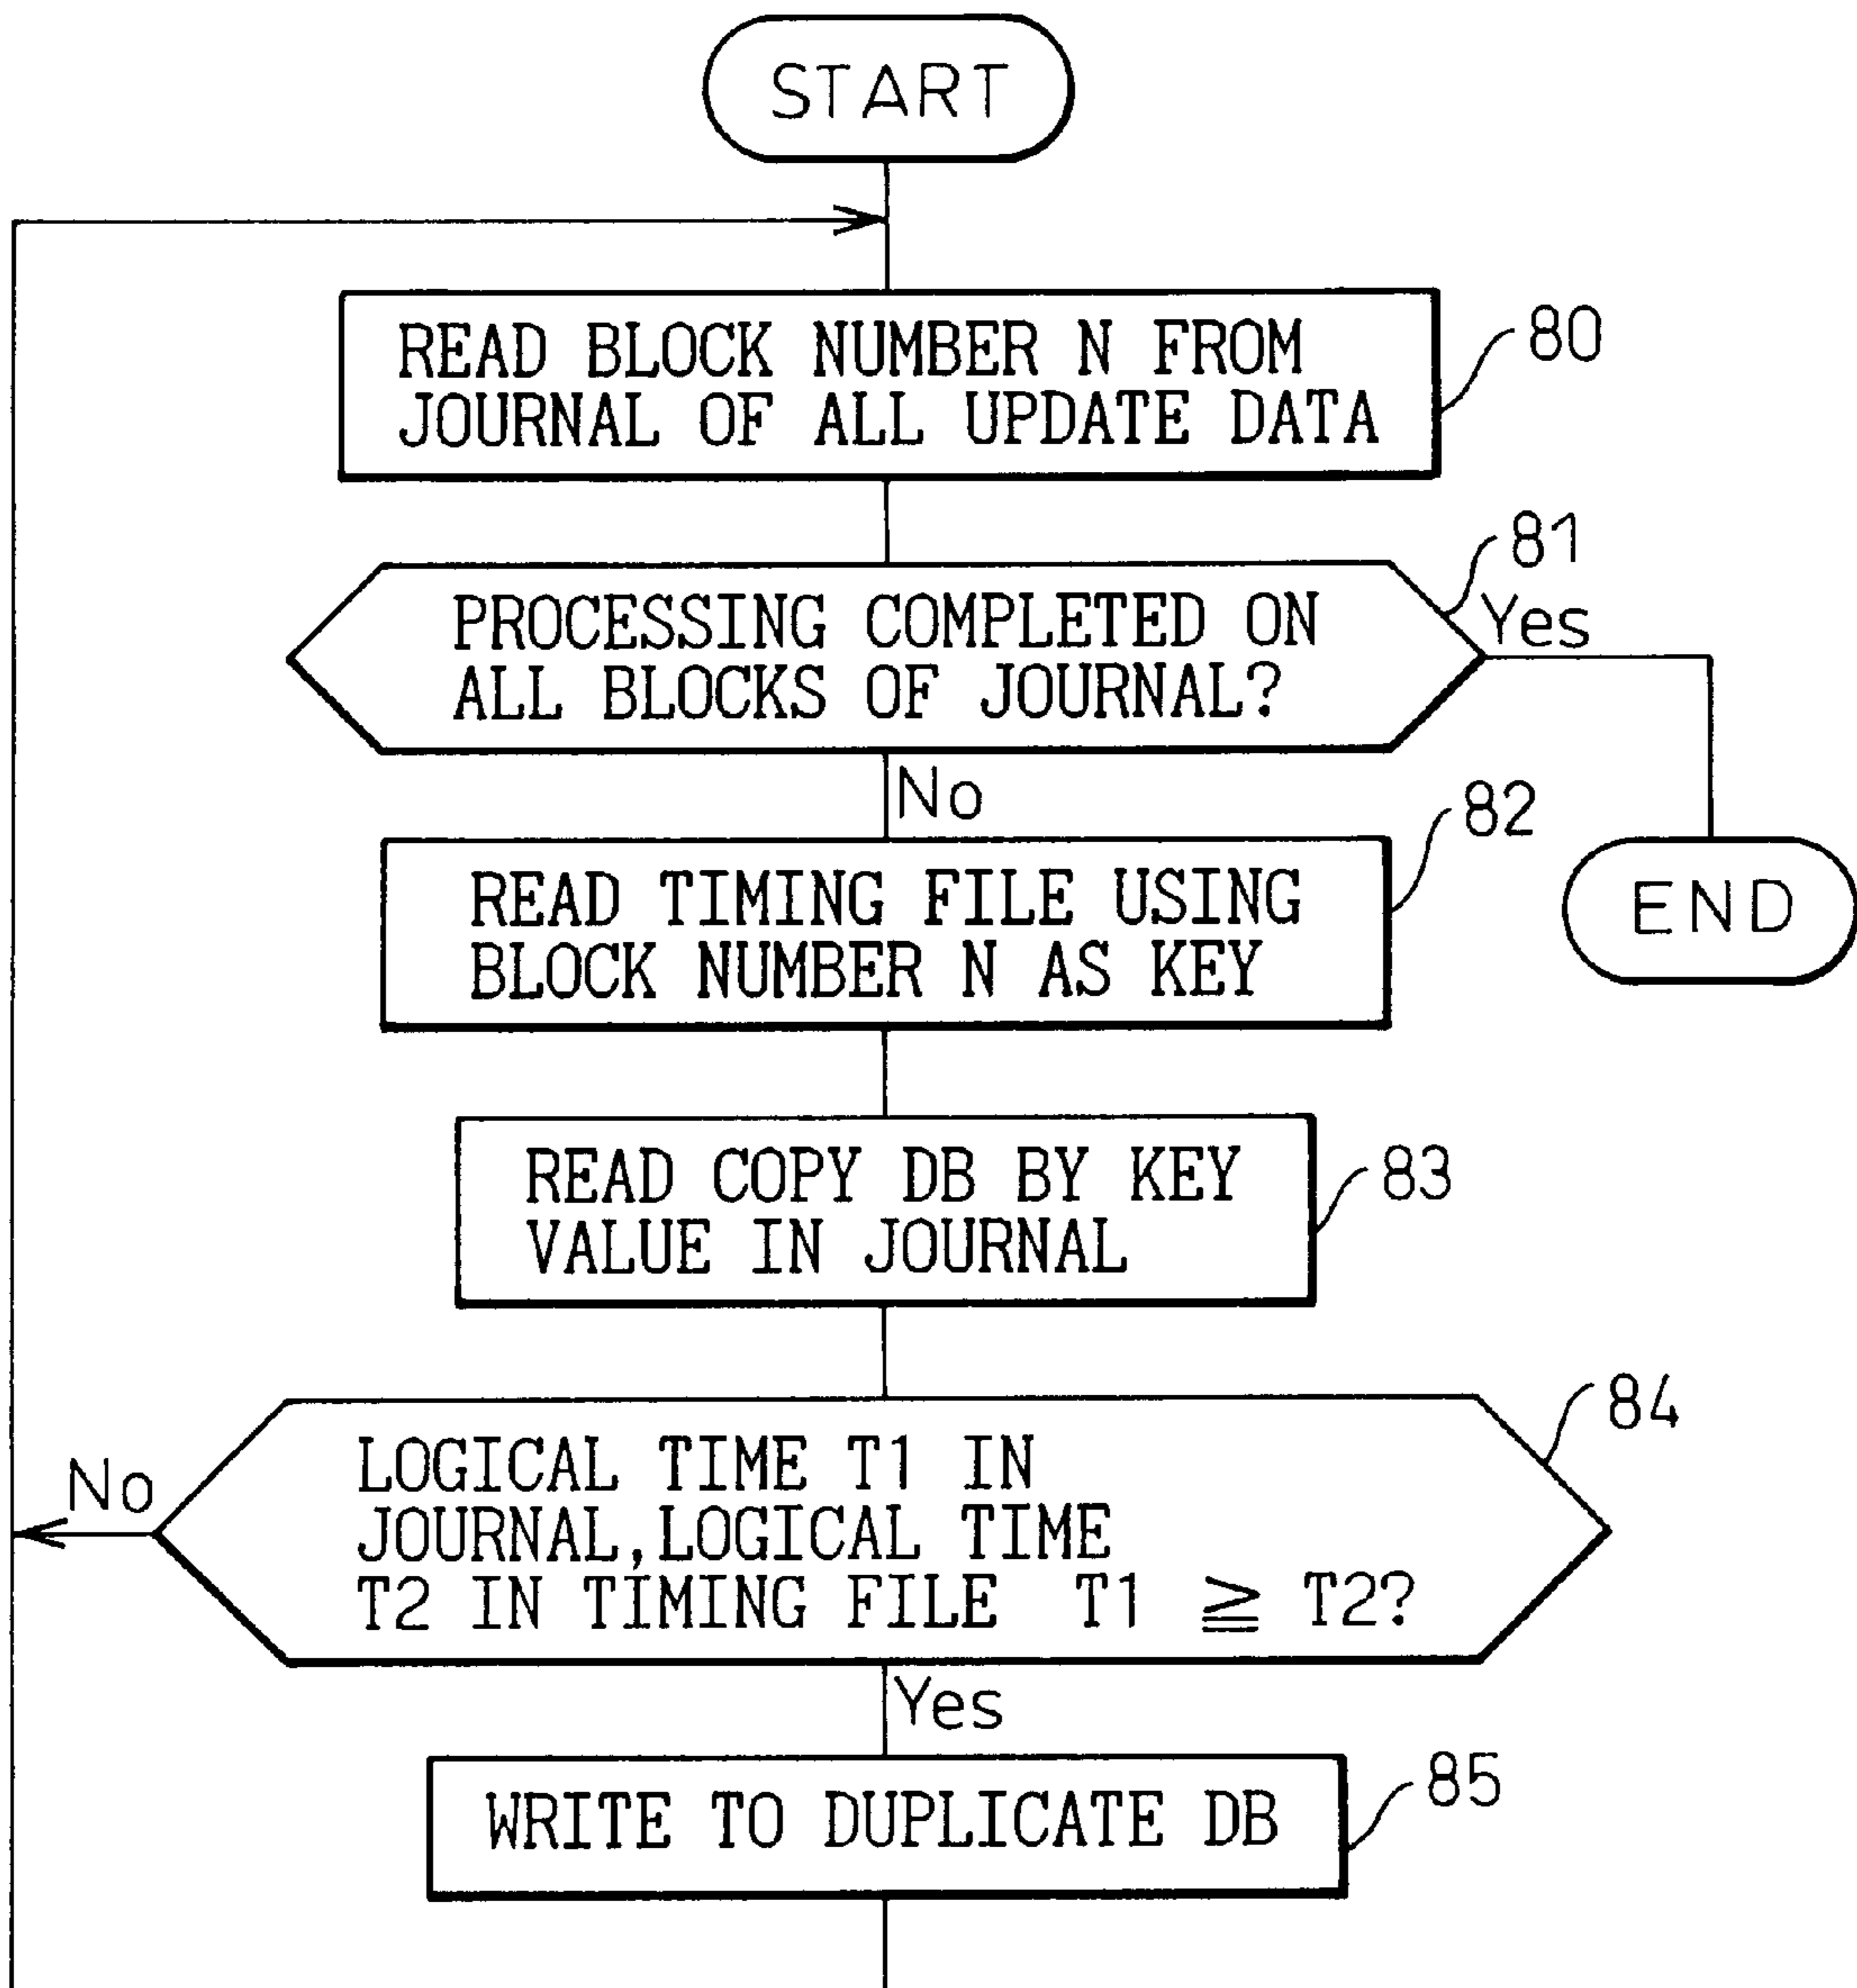 START
READ BLOCK NUMBER N FROM
JOURNAL OF ALL UPDATE DATA
80
81
PROCESSING COMPLETED ON
ALL BLOCKS OF JOURNAL?
Yes
No
82
READ TIMING FILE USING
BLOCK NUMBER N AS KEY
END
READ COPY DB BY KEY
VALUE IN JOURNAL
83
84
No
LOGICAL TIME T1 IN
JOURNAL,LOGICAL TIME
T2 IN TIMING FILE T1 ≧ T2?
Yes
85
WRITE TO DUPLICATE DB